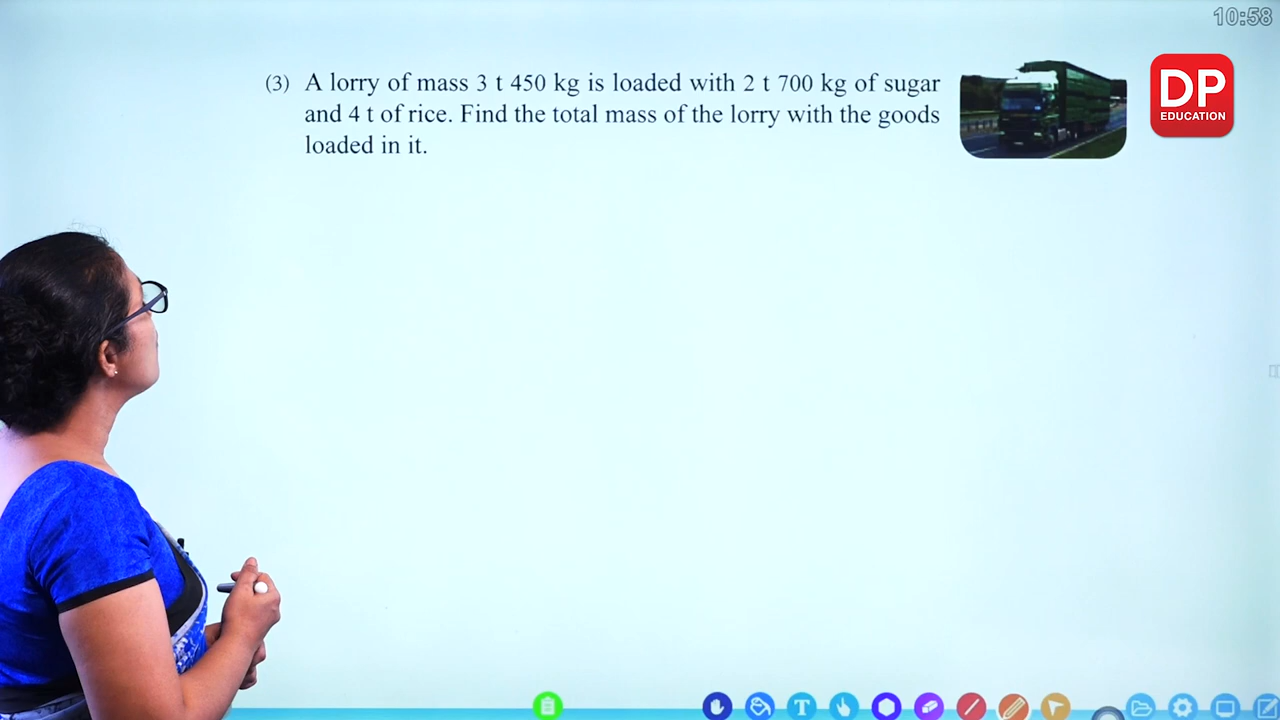 10:58
(3) A lorry of mass 3 t 450 kg is loaded with 2 t 700 kg of sugar
and 4 t of rice. Find the total mass of the lorry with the goods
loaded in it.
DP
EDUCATION
T